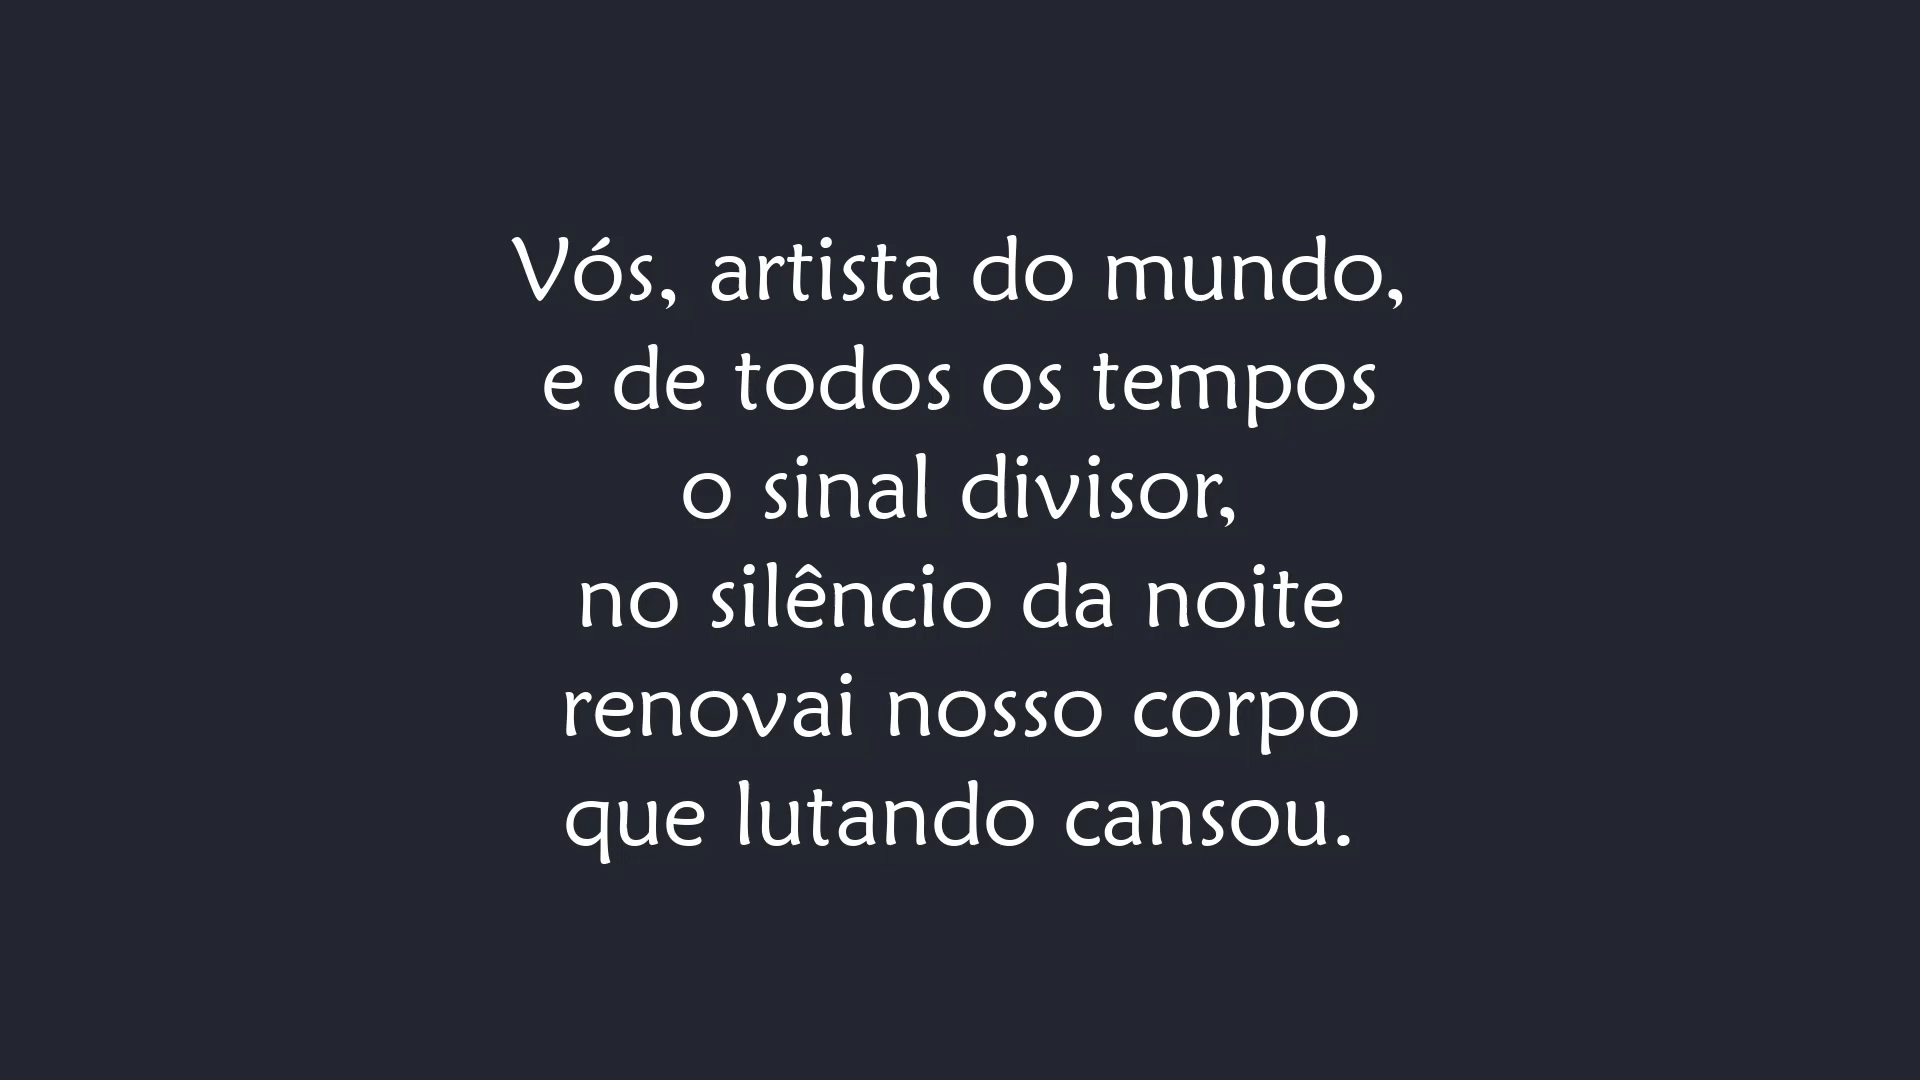 Vós, artista do mundo,
e de todos os tempos
o sinal divisor,
no silêncio da noite
renovai nosso corpo
que lutando cansou.